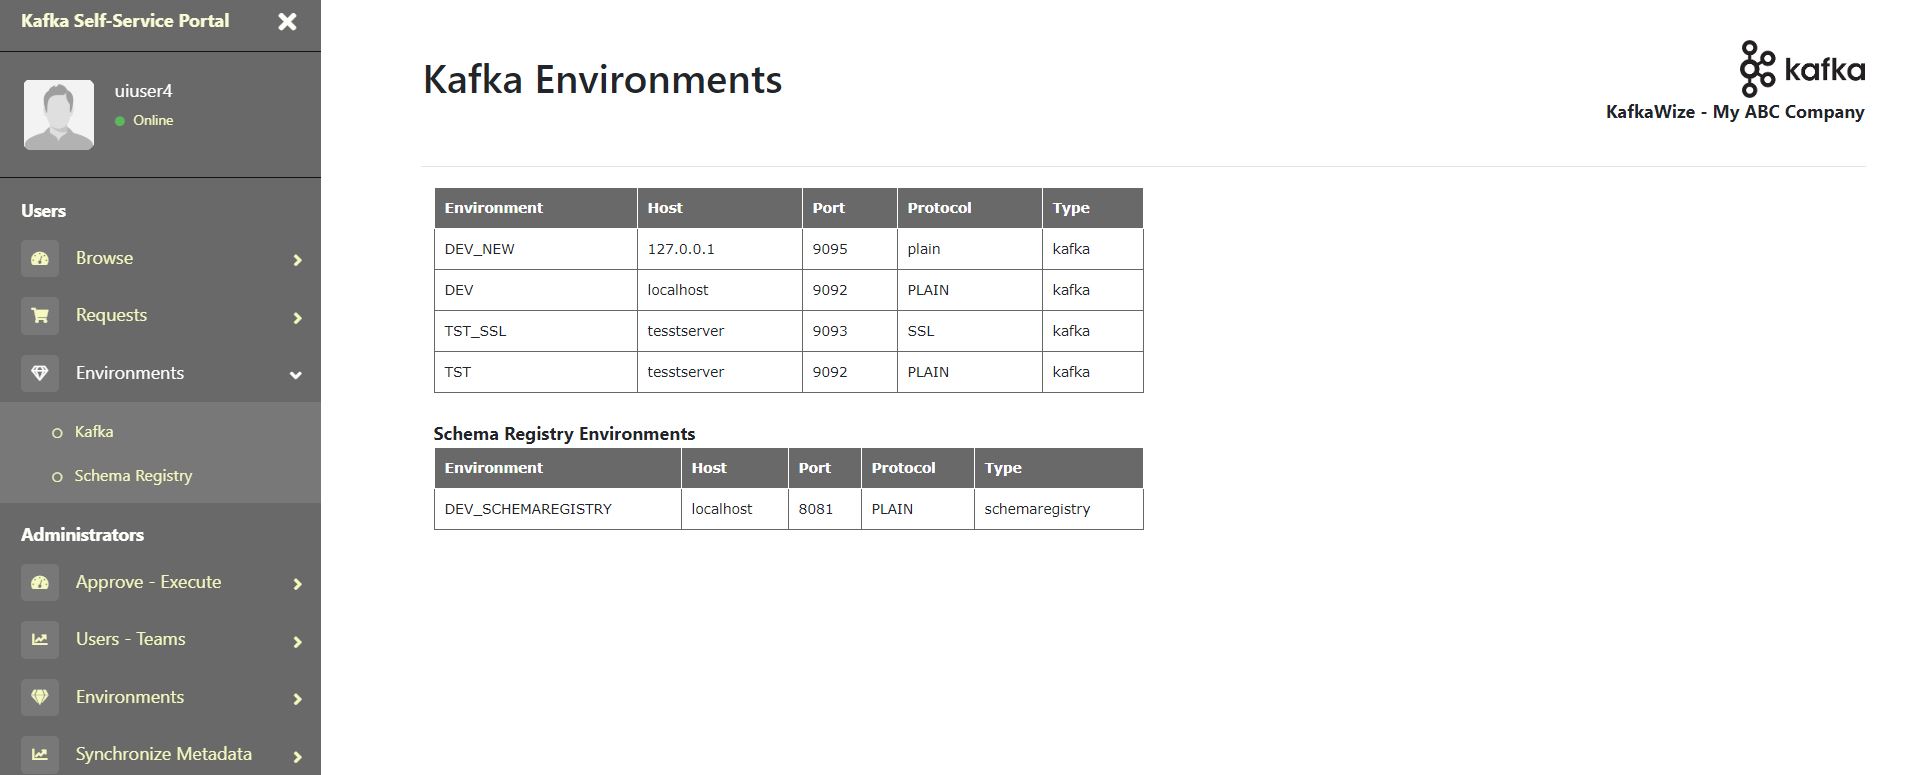 Kafka Self-Service Portal
uiuser4
Online
Users
Browse
Requests
Environments
Kafka
Schema Registry
Administrators
Approve - Execute
Users - Teams
Environments
Synchronize Metadata
Kafka Environments
kafka
KafkaWize - My ABC Company
Environment Host Port Protocol Type
DEV_NEW 127.0.0.1 9095 plain kafka
DEV localhost 9092 PLAIN kafka
TST_SSL tesstserver 9093 SSL kafka
TST tesstserver 9092 PLAIN kafka
Schema Registry Environments
Environment Host Port Protocol Type
DEV_SCHEMAREGISTRY localhost 8081 PLAIN schemaregistry